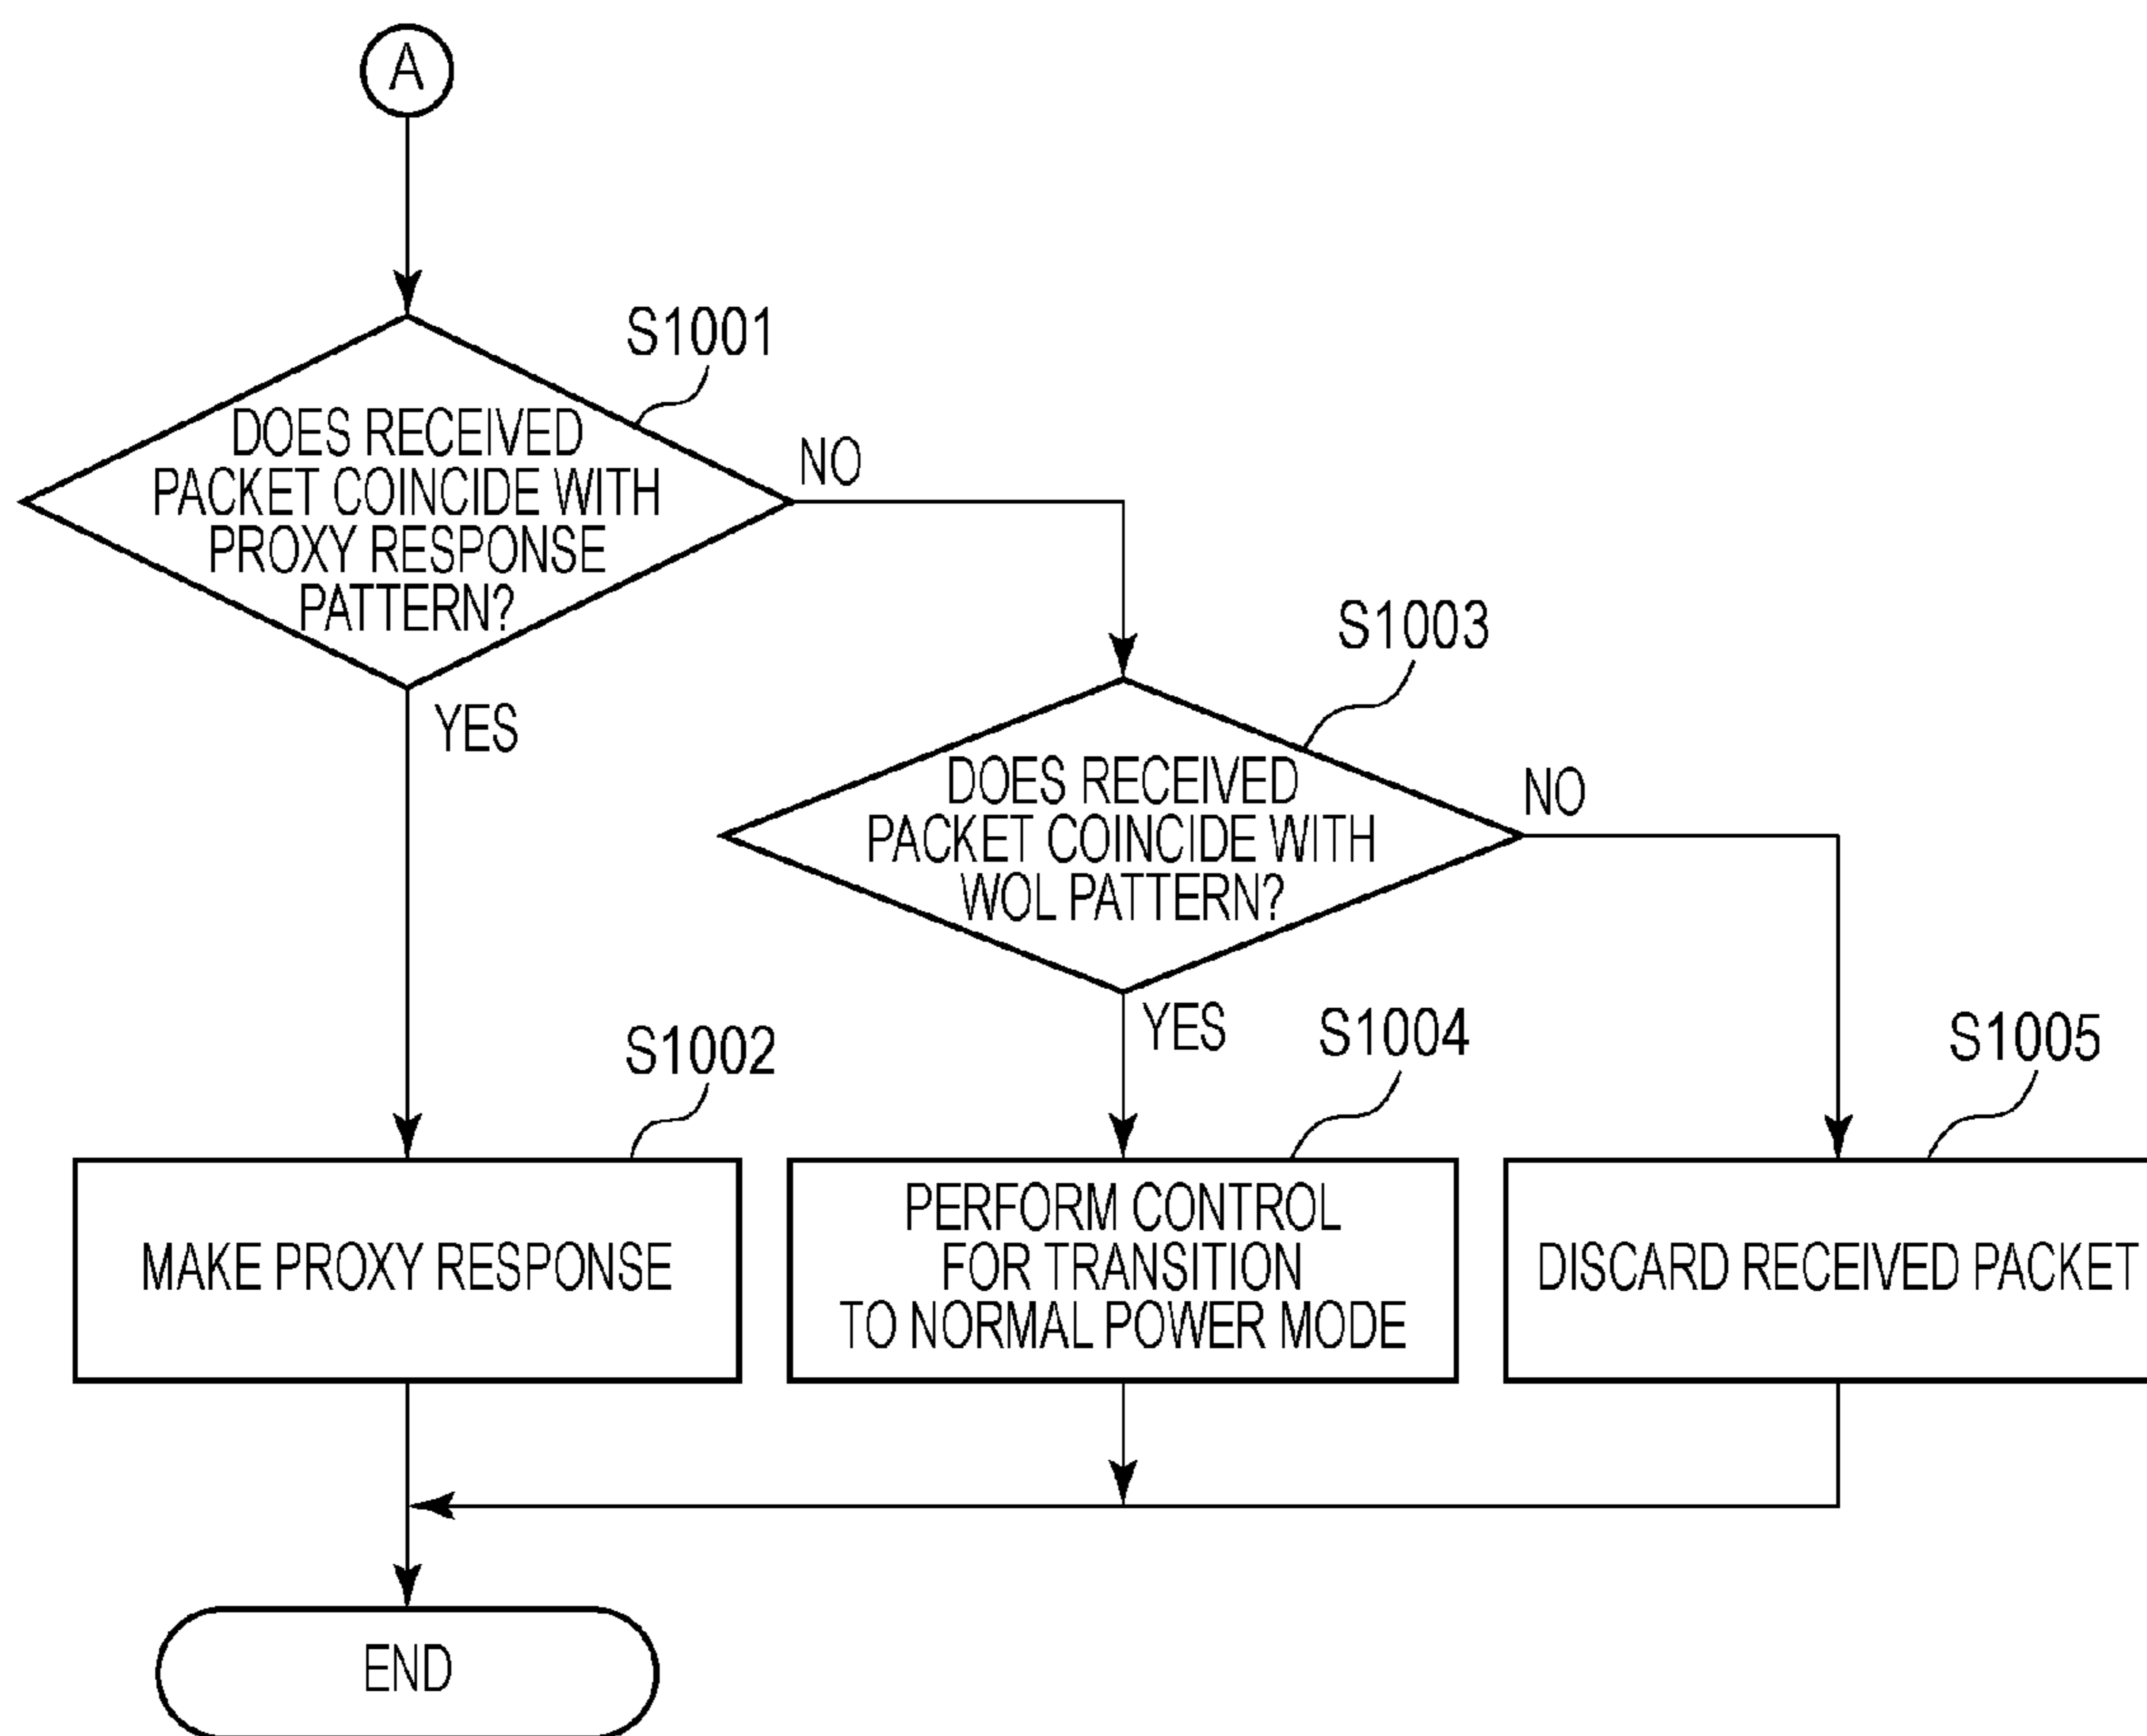 A
S1001
DOES RECEIVED
PACKET COINCIDE WITH
PROXY RESPONSE
PATTERN?
NO
YES
S1003
DOES RECEIVED
PACKET COINCIDE WITH
WOL PATTERN?
NO
YES
S1002
MAKE PROXY RESPONSE
S1004
PERFORM CONTROL
FOR TRANSITION
TO NORMAL POWER MODE
S1005
DISCARD RECEIVED PACKET
END